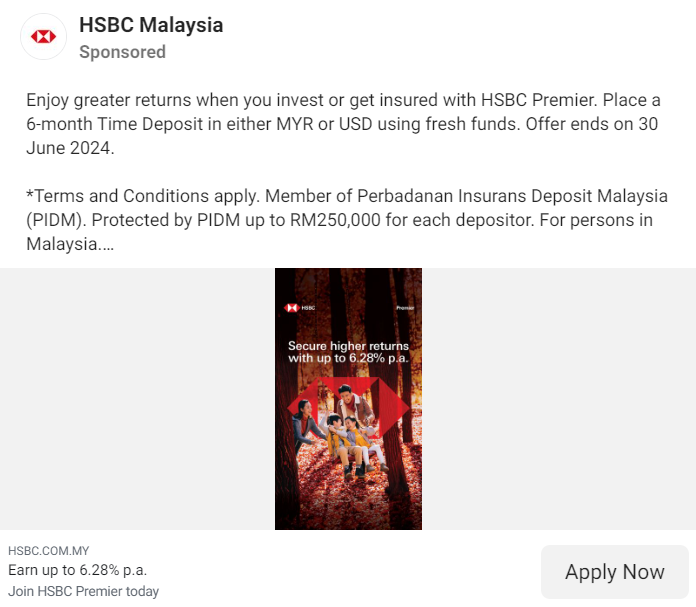 HSBC Malaysia
Sponsored
Enjoy greater returns when you invest or get insured with HSBC Premier. Place a
6-month Time Deposit in either MYR or USD using fresh funds. Offer ends on 30
June 2024.
*Terms and Conditions apply. Member of Perbadanan Insurans Deposit Malaysia
(PIDM). Protected by PIDM up to RM250,000 for each depositor. For persons in
Malaysia....
HSBC
Premier
Secure higher returns
with up to 6.28% p.a.
HSBC.COM.MY
Earn up to 6.28% p.a.
Join HSBC Premier today
Apply Now